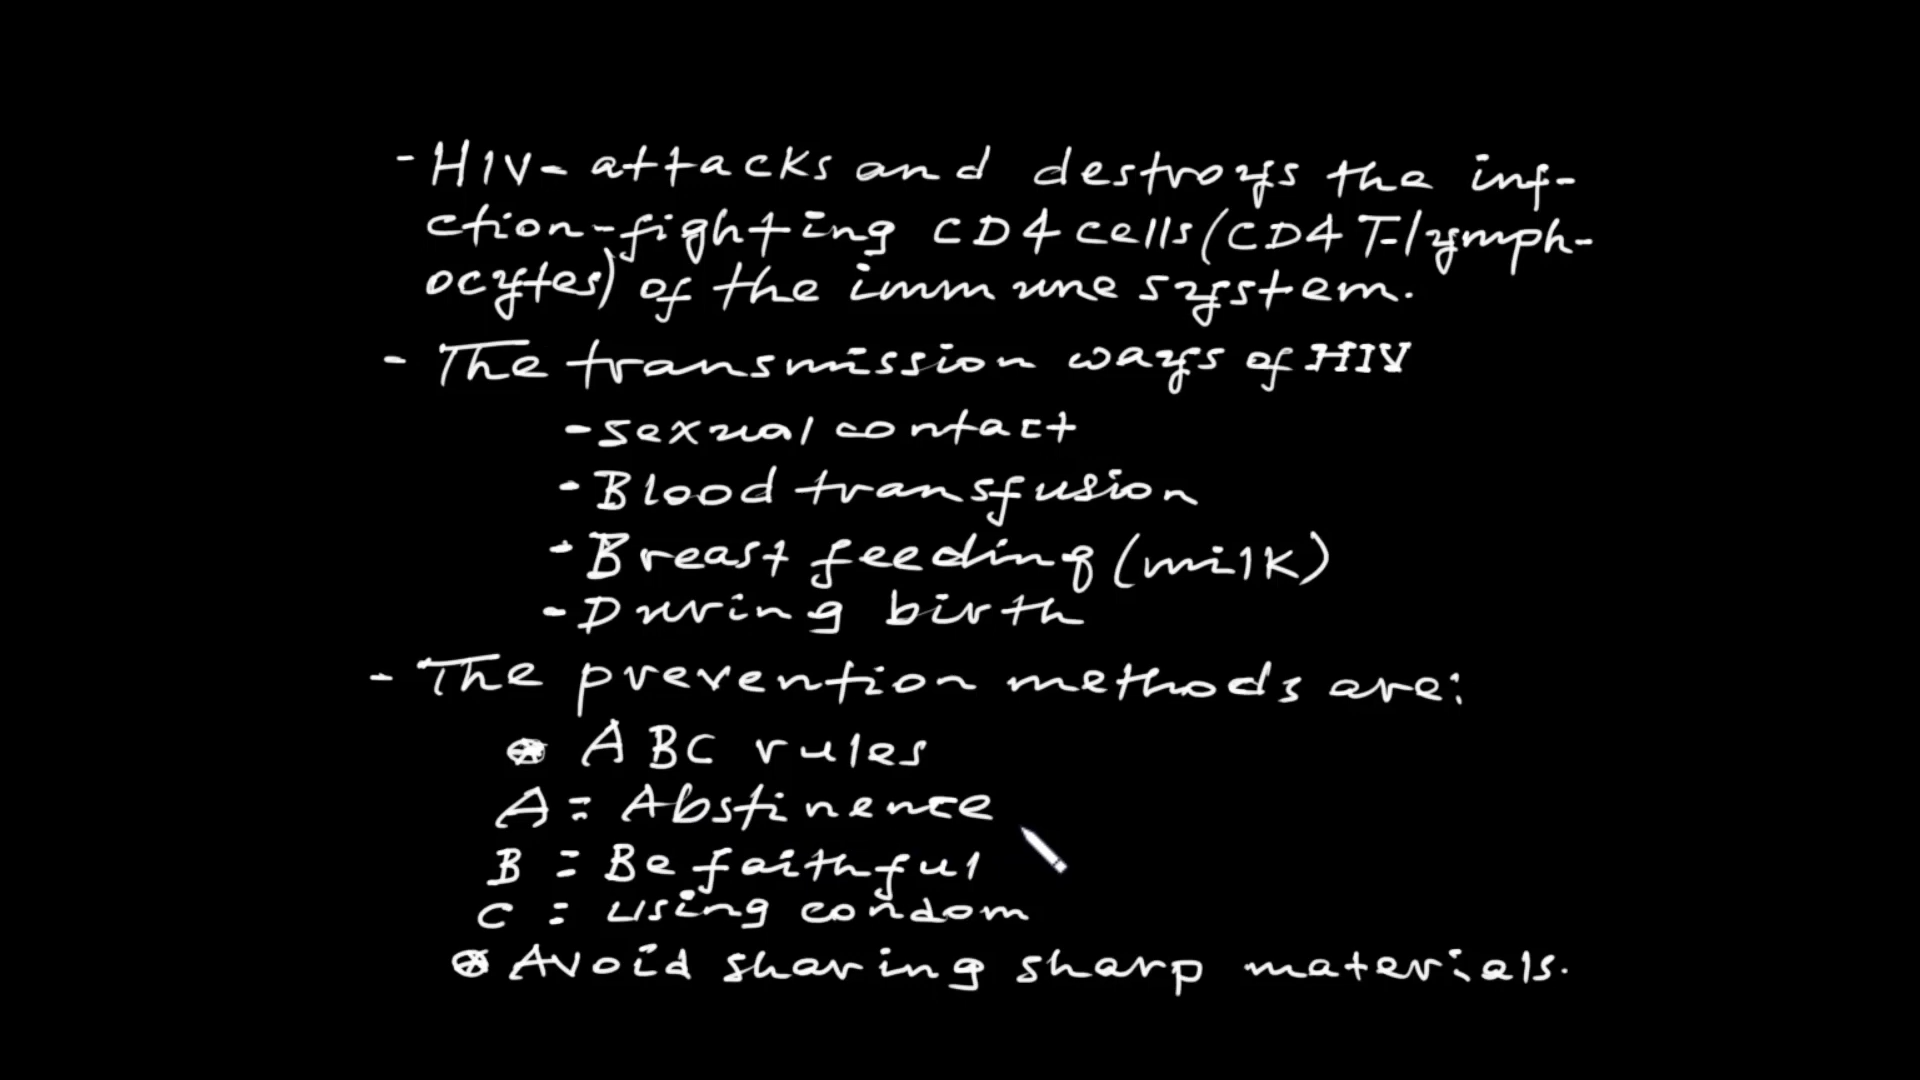 - HIV- attacks and destroys the inf-
ction-fighting CD4 cells (CD4 T-lymph-
ocytes) of the immune system.
- The transmission ways of HIV
- sexual contact
- Blood transfusion
- Breast feeding (milk)
- During birth
- The prevention methods are:
⊛ ABC rules
A = Abstinence
B = Be faithful
C = using condom
⊛ Avoid sharing sharp materials.